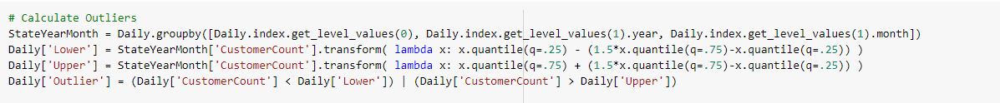 # Calculate Outliers
StateYearMonth = Daily.groupby([Daily.index.get_level_values(0), Daily.index.get_level_values(1).year, Daily.index.get_level_values(1).month])
Daily['Lower'] = StateYearMonth['CustomerCount'].transform( lambda x: x.quantile(q=.25) - (1.5*x.quantile(q=.75)-x.quantile(q=.25)) )
Daily['Upper'] = StateYearMonth['CustomerCount'].transform( lambda x: x.quantile(q=.75) + (1.5*x.quantile(q=.75)-x.quantile(q=.25)) )
Daily['Outlier'] = (Daily['CustomerCount'] < Daily['Lower']) | (Daily['CustomerCount'] > Daily['Upper'])